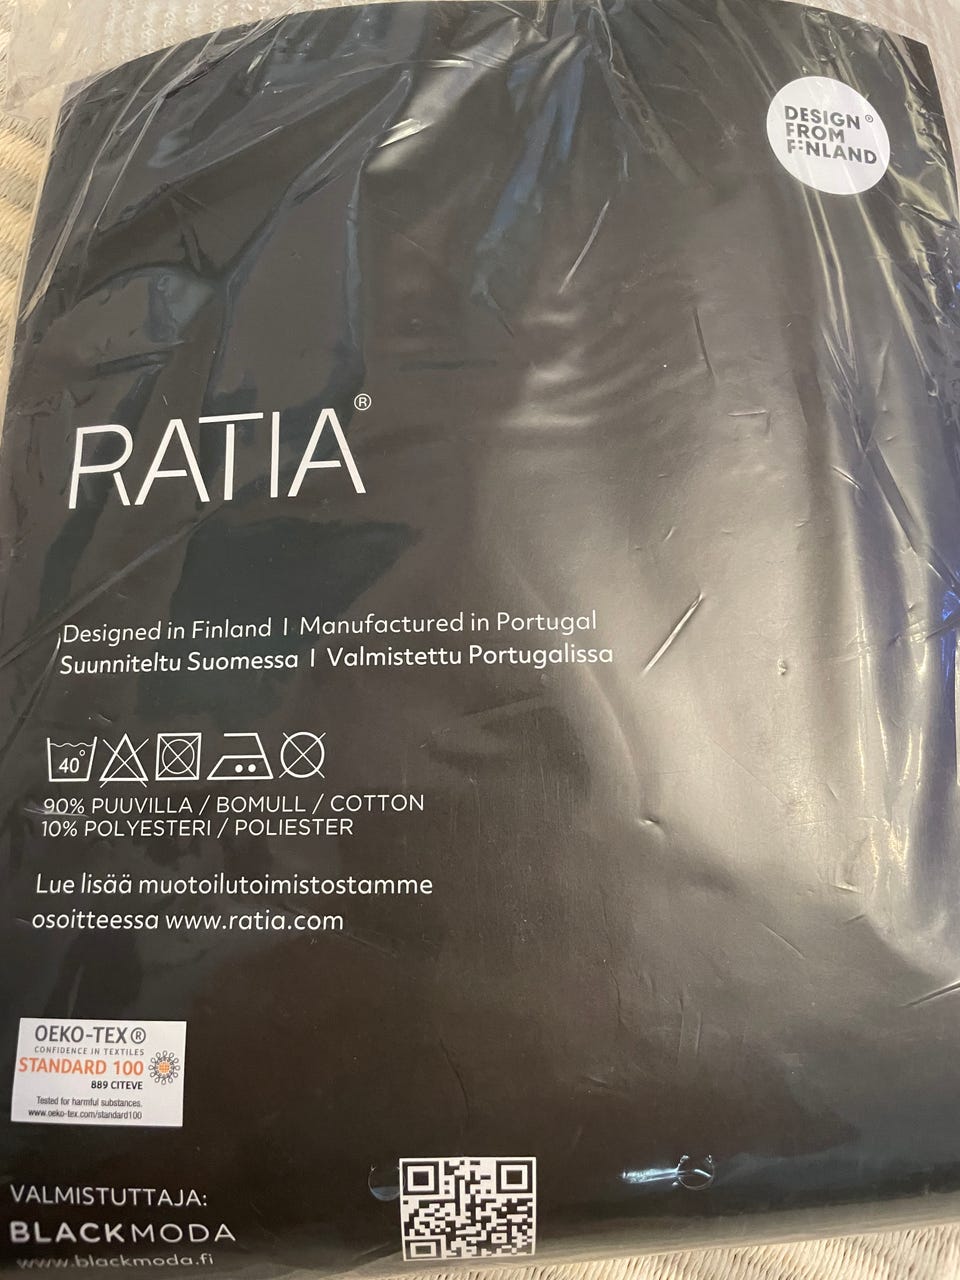 DESIGN ®
FROM
FINLAND
RATIA®
Designed in Finland | Manufactured in Portugal
Suunniteltu Suomessa | Valmistettu Portugalissa
40°
90% PUUVILLA / BOMULL / COTTON
10% POLYESTERI / POLIESTER
Lue lisää muotoilutoimistostamme
osoitteessa www.ratia.com
OEKO-TEX®
CONFIDENCE IN TEXTILES
STANDARD 100
889 CITEVE
Tested for harmful substances.
www.oeko-tex.com/standard100
VALMISTUTTAJA:
BLACKMODA
www.blackmoda.fi